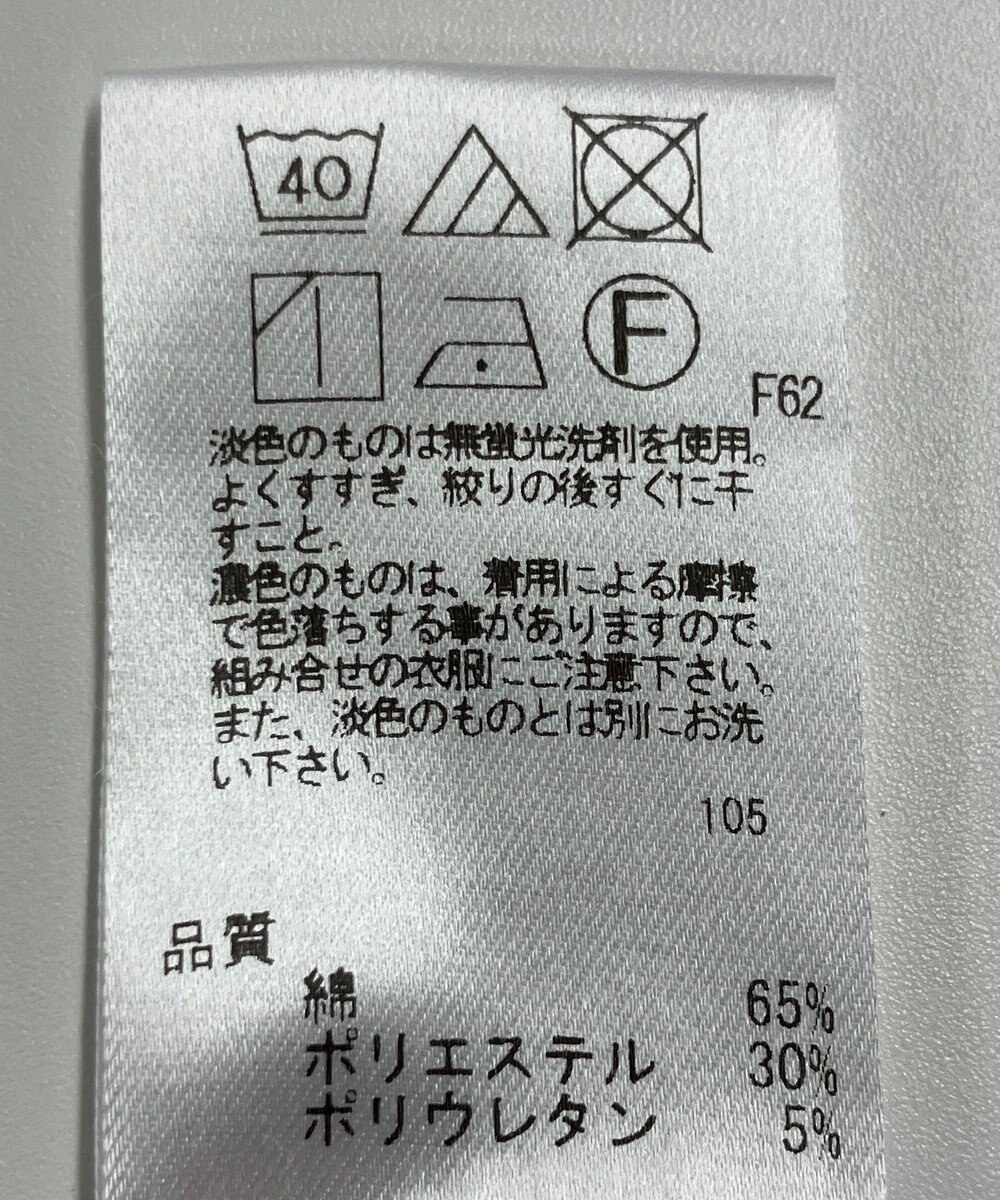 40
F
F62
淡色のものは無蛍光洗剤を使用。
よくすすぎ、絞りの後すぐに干
すこと。
濃色のものは、着用による摩擦
で色落ちする事がありますので、
組み合せの衣服にご注意下さい。
また、淡色のものとは別にお洗
い下さい。
105
品質
綿 65%
ポリエステル 30%
ポリウレタン 5%